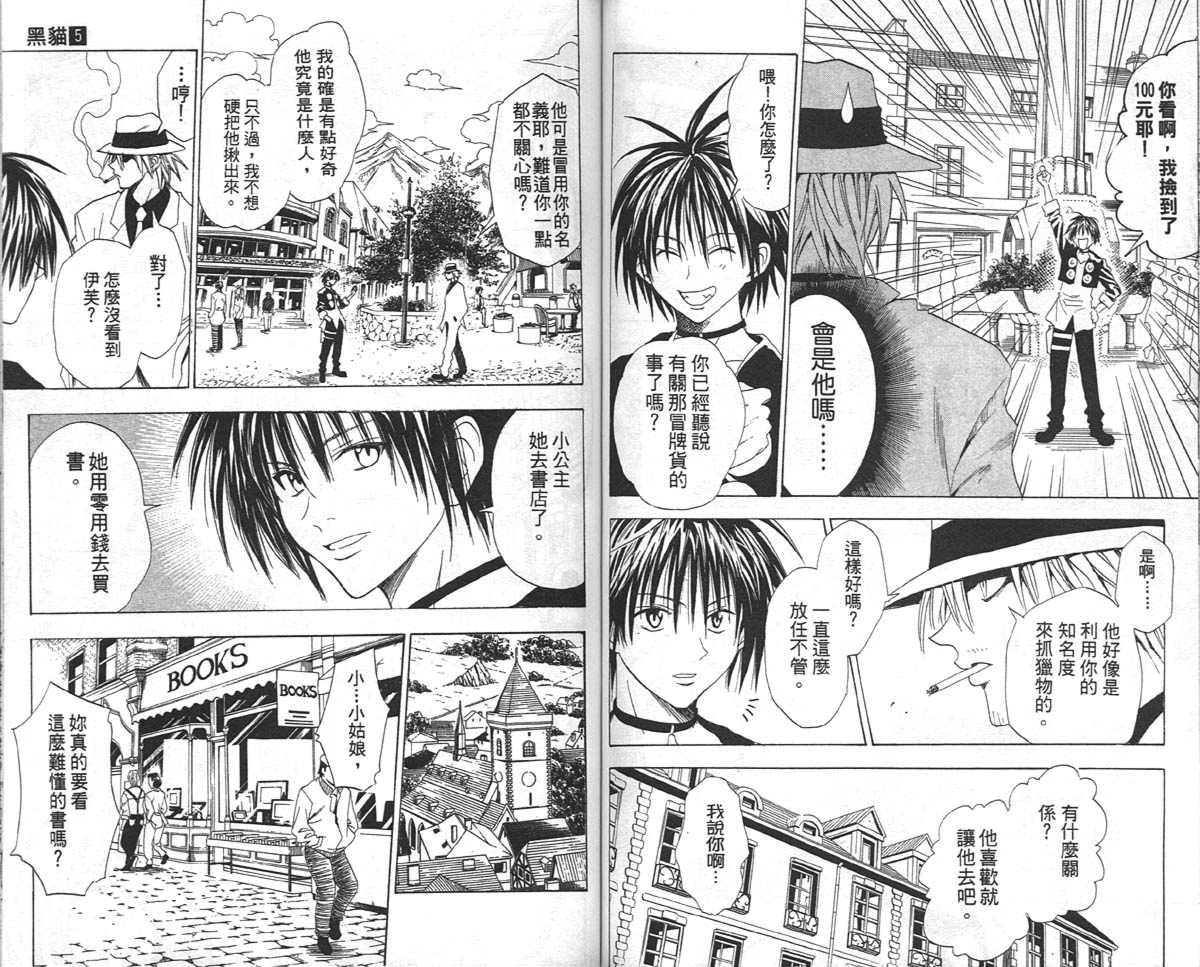 你看啊，我撿到了
100元耶！
喂！你怎麼了？
會是他嗎……
你已經聽說
有關那冒牌貨的
事了嗎？
是啊……
他好像是
利用你的
知名度
來抓獵物的。
這樣好嗎？
一直這麼
放任不管。
有什麼關
係？
他喜歡就
讓他去吧。
我說你啊…
黑貓5
他可是冒用你的名
義耶，難道你一點
都不關心嗎？
我的確是有點好奇
他究竟是什麼人，
只不過，我不想
硬把他揪出來。
…哼！
對了…
怎麼沒看到
伊芙？
小公主
她去書店了。
她用零用錢去買
書。
BOOKS
BOOKS
小……小姑娘，
妳真的要看
這麼難懂的書嗎？